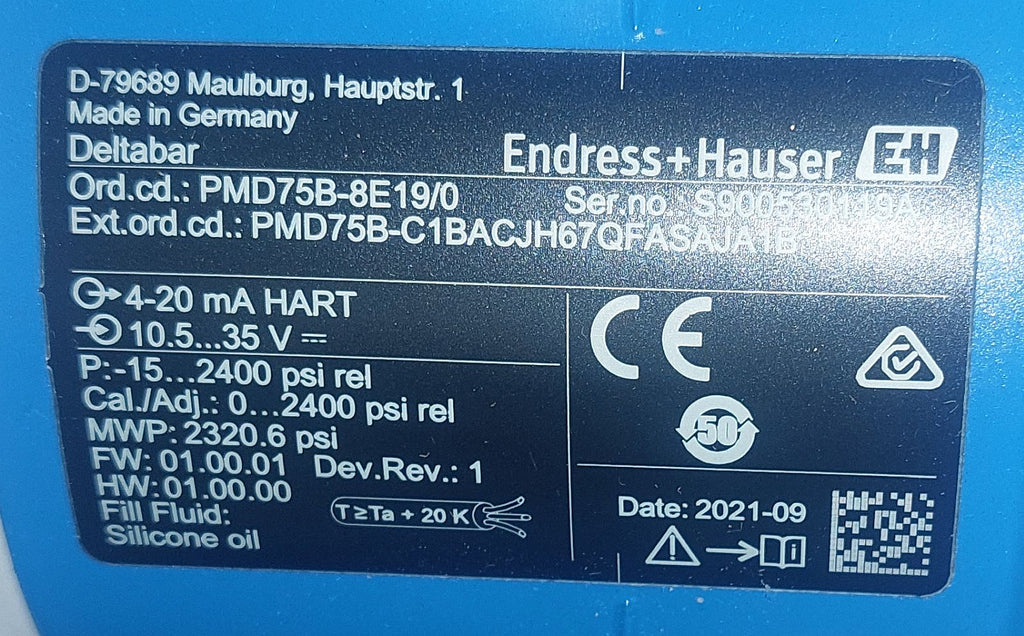 D-79689 Maulburg, Hauptstr. 1
Made in Germany
Deltabar
Endress+Hauser EH
Ord.cd.: PMD75B-8E19/0
Ser.no.: S900530119A
Ext.ord.cd.: PMD75B-C1BACJH67QFASAJA1B
4-20 mA HART
10.5...35 V
P:-15...2400 psi rel
Cal./Adj.: 0...2400 psi rel
MWP: 2320.6 psi
FW: 01.00.01 Dev.Rev.: 1
HW:01.00.00
Fill Fluid:
Silicone oil
T≥Ta + 20 K
CE
50
Date: 2021-09